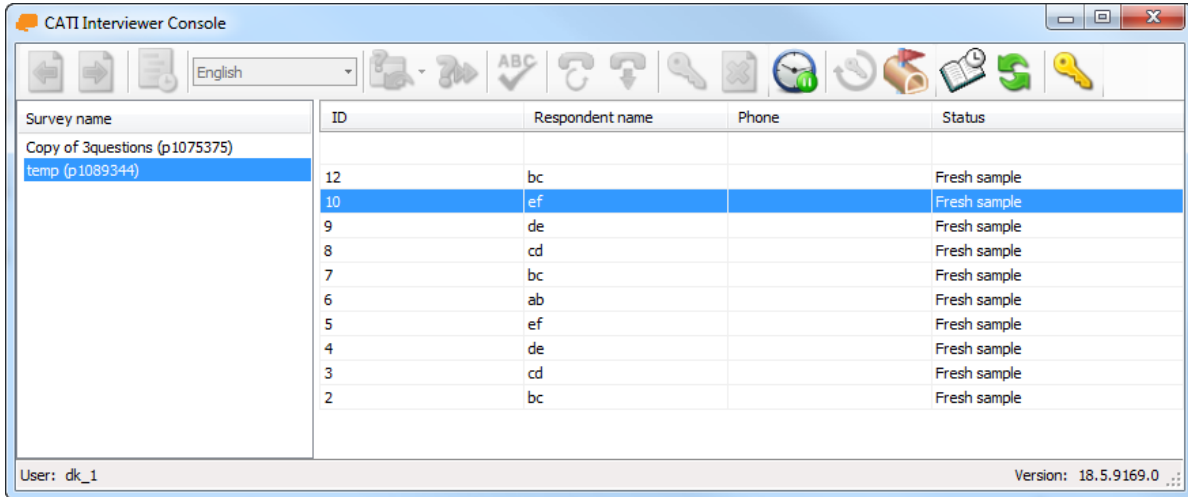 CATI Interviewer Console
English
ABC
Survey name
Copy of 3questions (p1075375)
temp (p1089344)
ID Respondent name Phone Status
12 bc Fresh sample
10 ef Fresh sample
9 de Fresh sample
8 cd Fresh sample
7 bc Fresh sample
6 ab Fresh sample
5 ef Fresh sample
4 de Fresh sample
3 cd Fresh sample
2 bc Fresh sample
User: dk_1 Version: 18.5.9169.0